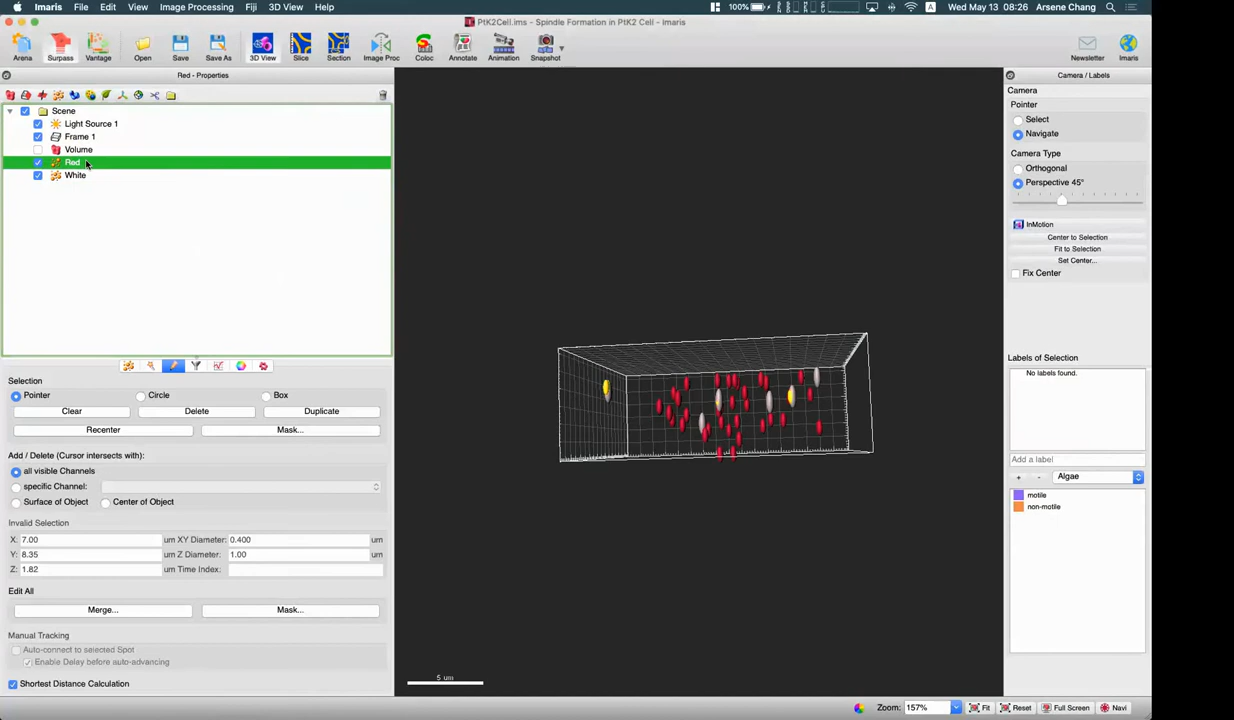 Imaris File Edit View Image Processing Fiji 3D View Help 100% A Wed May 13 08:26 Arsene Chang
PtK2Cell.ims - Spindle Formation in PtK2 Cell - Imaris
Arena Surpass Vantage Open Save Save As 3D View Slice Section Image Proc Coloc Annotate Animation Snapshot Newsletter Imaris
Red - Properties
Scene
Light Source 1
Frame 1
Volume
Red
White
Selection
Pointer Circle Box
Clear Delete Duplicate
Recenter Mask...
Add / Delete (Cursor intersects with):
all visible Channels
specific Channel:
Surface of Object Center of Object
Invalid Selection
X: 7.00 um XY Diameter: 0.400 um
Y: 8.35 um Z Diameter: 1.00 um
Z: 1.82 um Time Index:
Edit All
Merge... Mask...
Manual Tracking
Auto-connect to selected Spot
Enable Delay before auto-advancing
Shortest Distance Calculation
5 um
Camera / Labels
Camera
Pointer
Select
Navigate
Camera Type
Orthogonal
Perspective 45°
InMotion
Center to Selection
Fit to Selection
Set Center...
Fix Center
Labels of Selection
No labels found.
Add a label
+ - Algae
motile
non-motile
Zoom: 157% Fit Reset Full Screen Navi